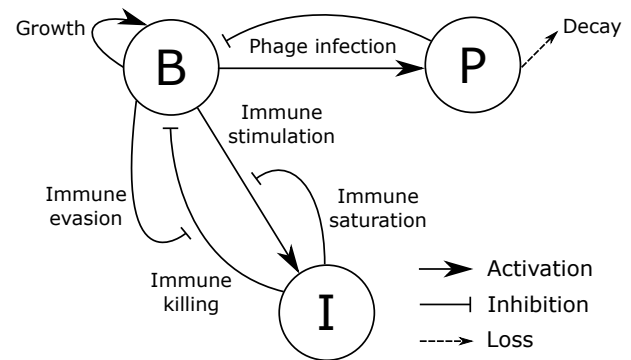 Growth
B
Phage infection
P
Decay
Immune
stimulation
Immune
evasion
Immune
saturation
Immune
killing
I
Activation
Inhibition
Loss